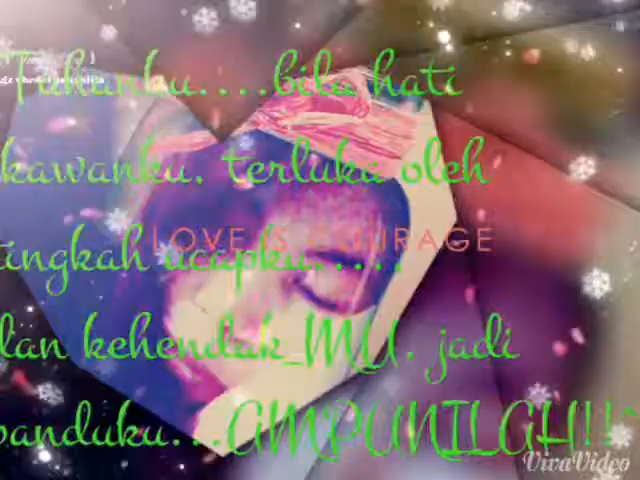 Tuhanku....bila hati
kawanku. terluka oleh
tingkah ucapku.....
dan kehendak_MU. jadi
panduku...AMPUNILAH!!
LOVE IS COURAGE
VivaVideo